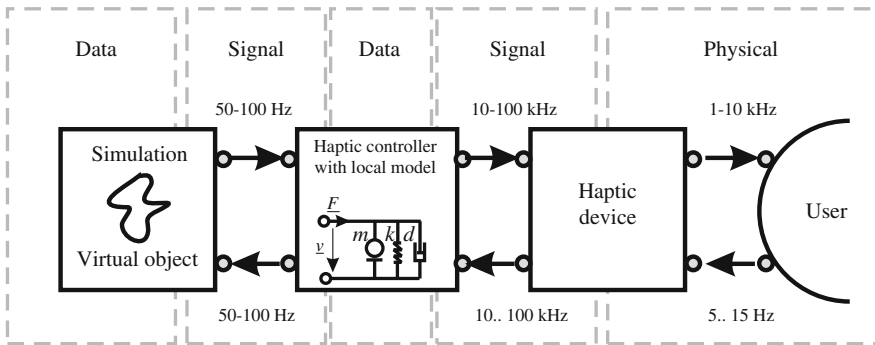 Data
Signal
Data
Signal
Physical
50-100 Hz
10-100 kHz
1-10 kHz
Simulation
Virtual object
Haptic controller
with local model
F
v
m
k
d
Haptic
device
User
50-100 Hz
10.. 100 kHz
5.. 15 Hz